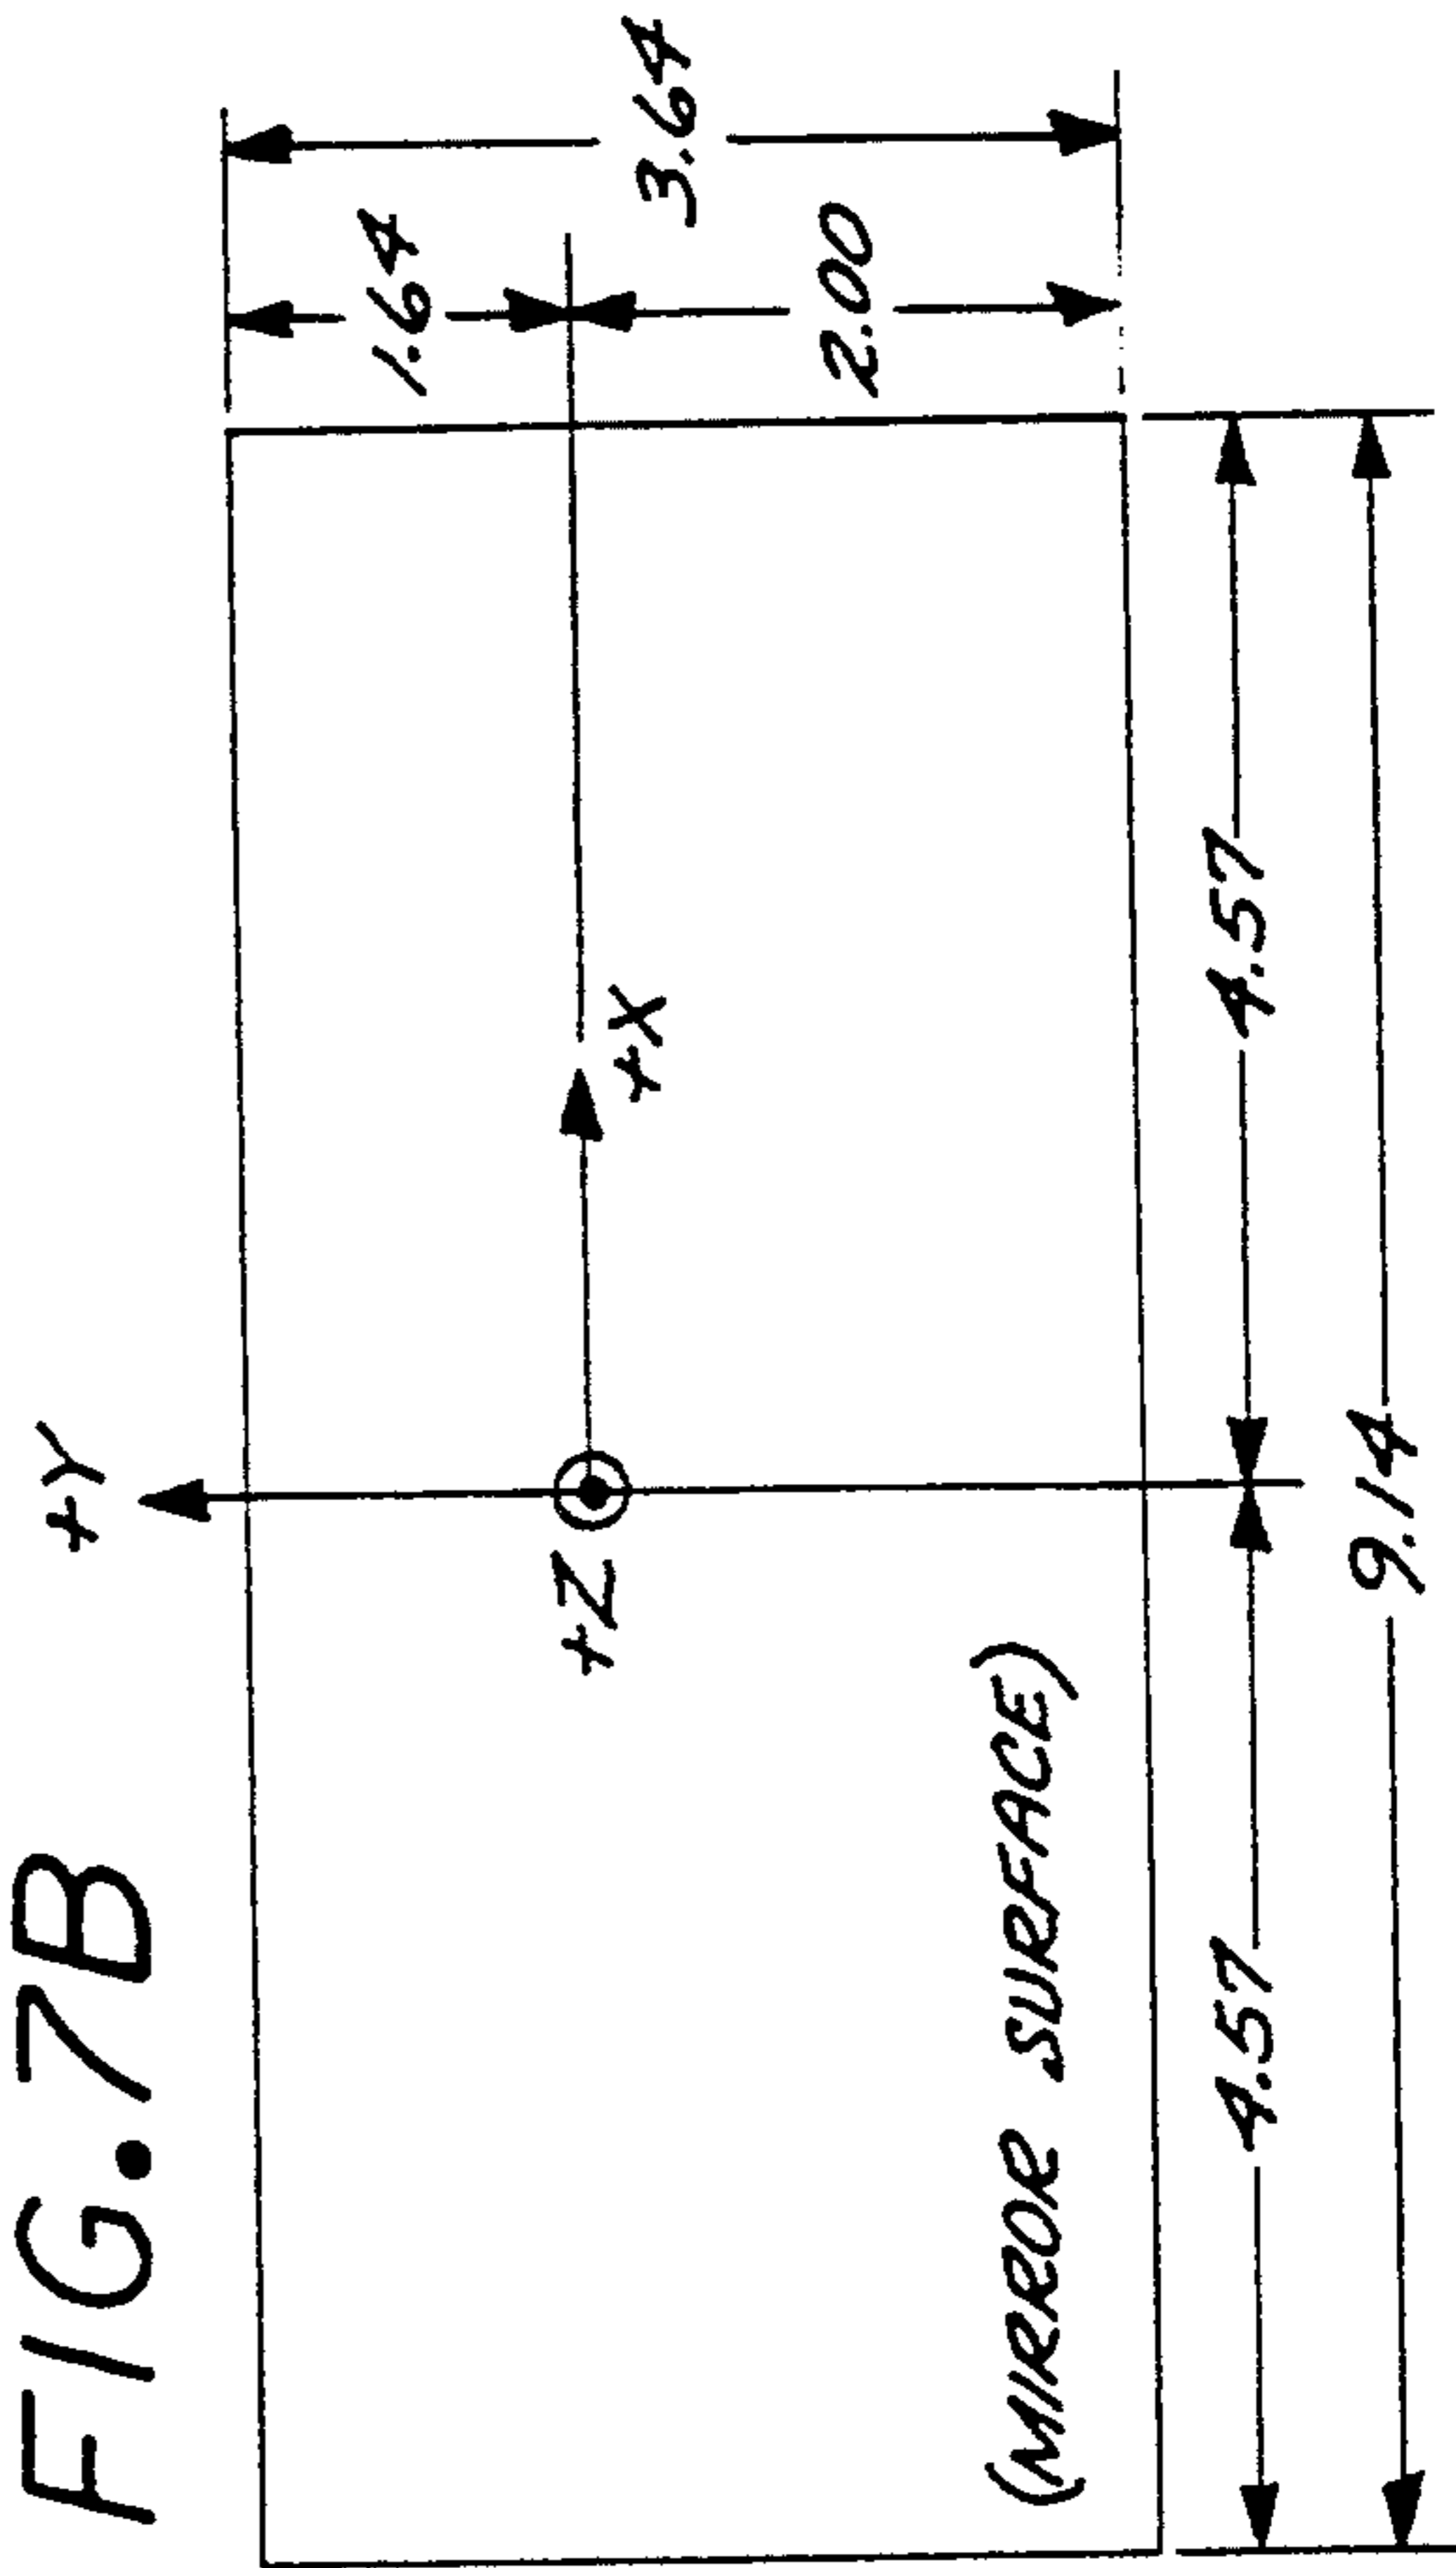 FIG. 7B
+Y
+Z
+X
(MIRROR SURFACE)
1.64
3.64
2.00
4.57
4.57
9.14